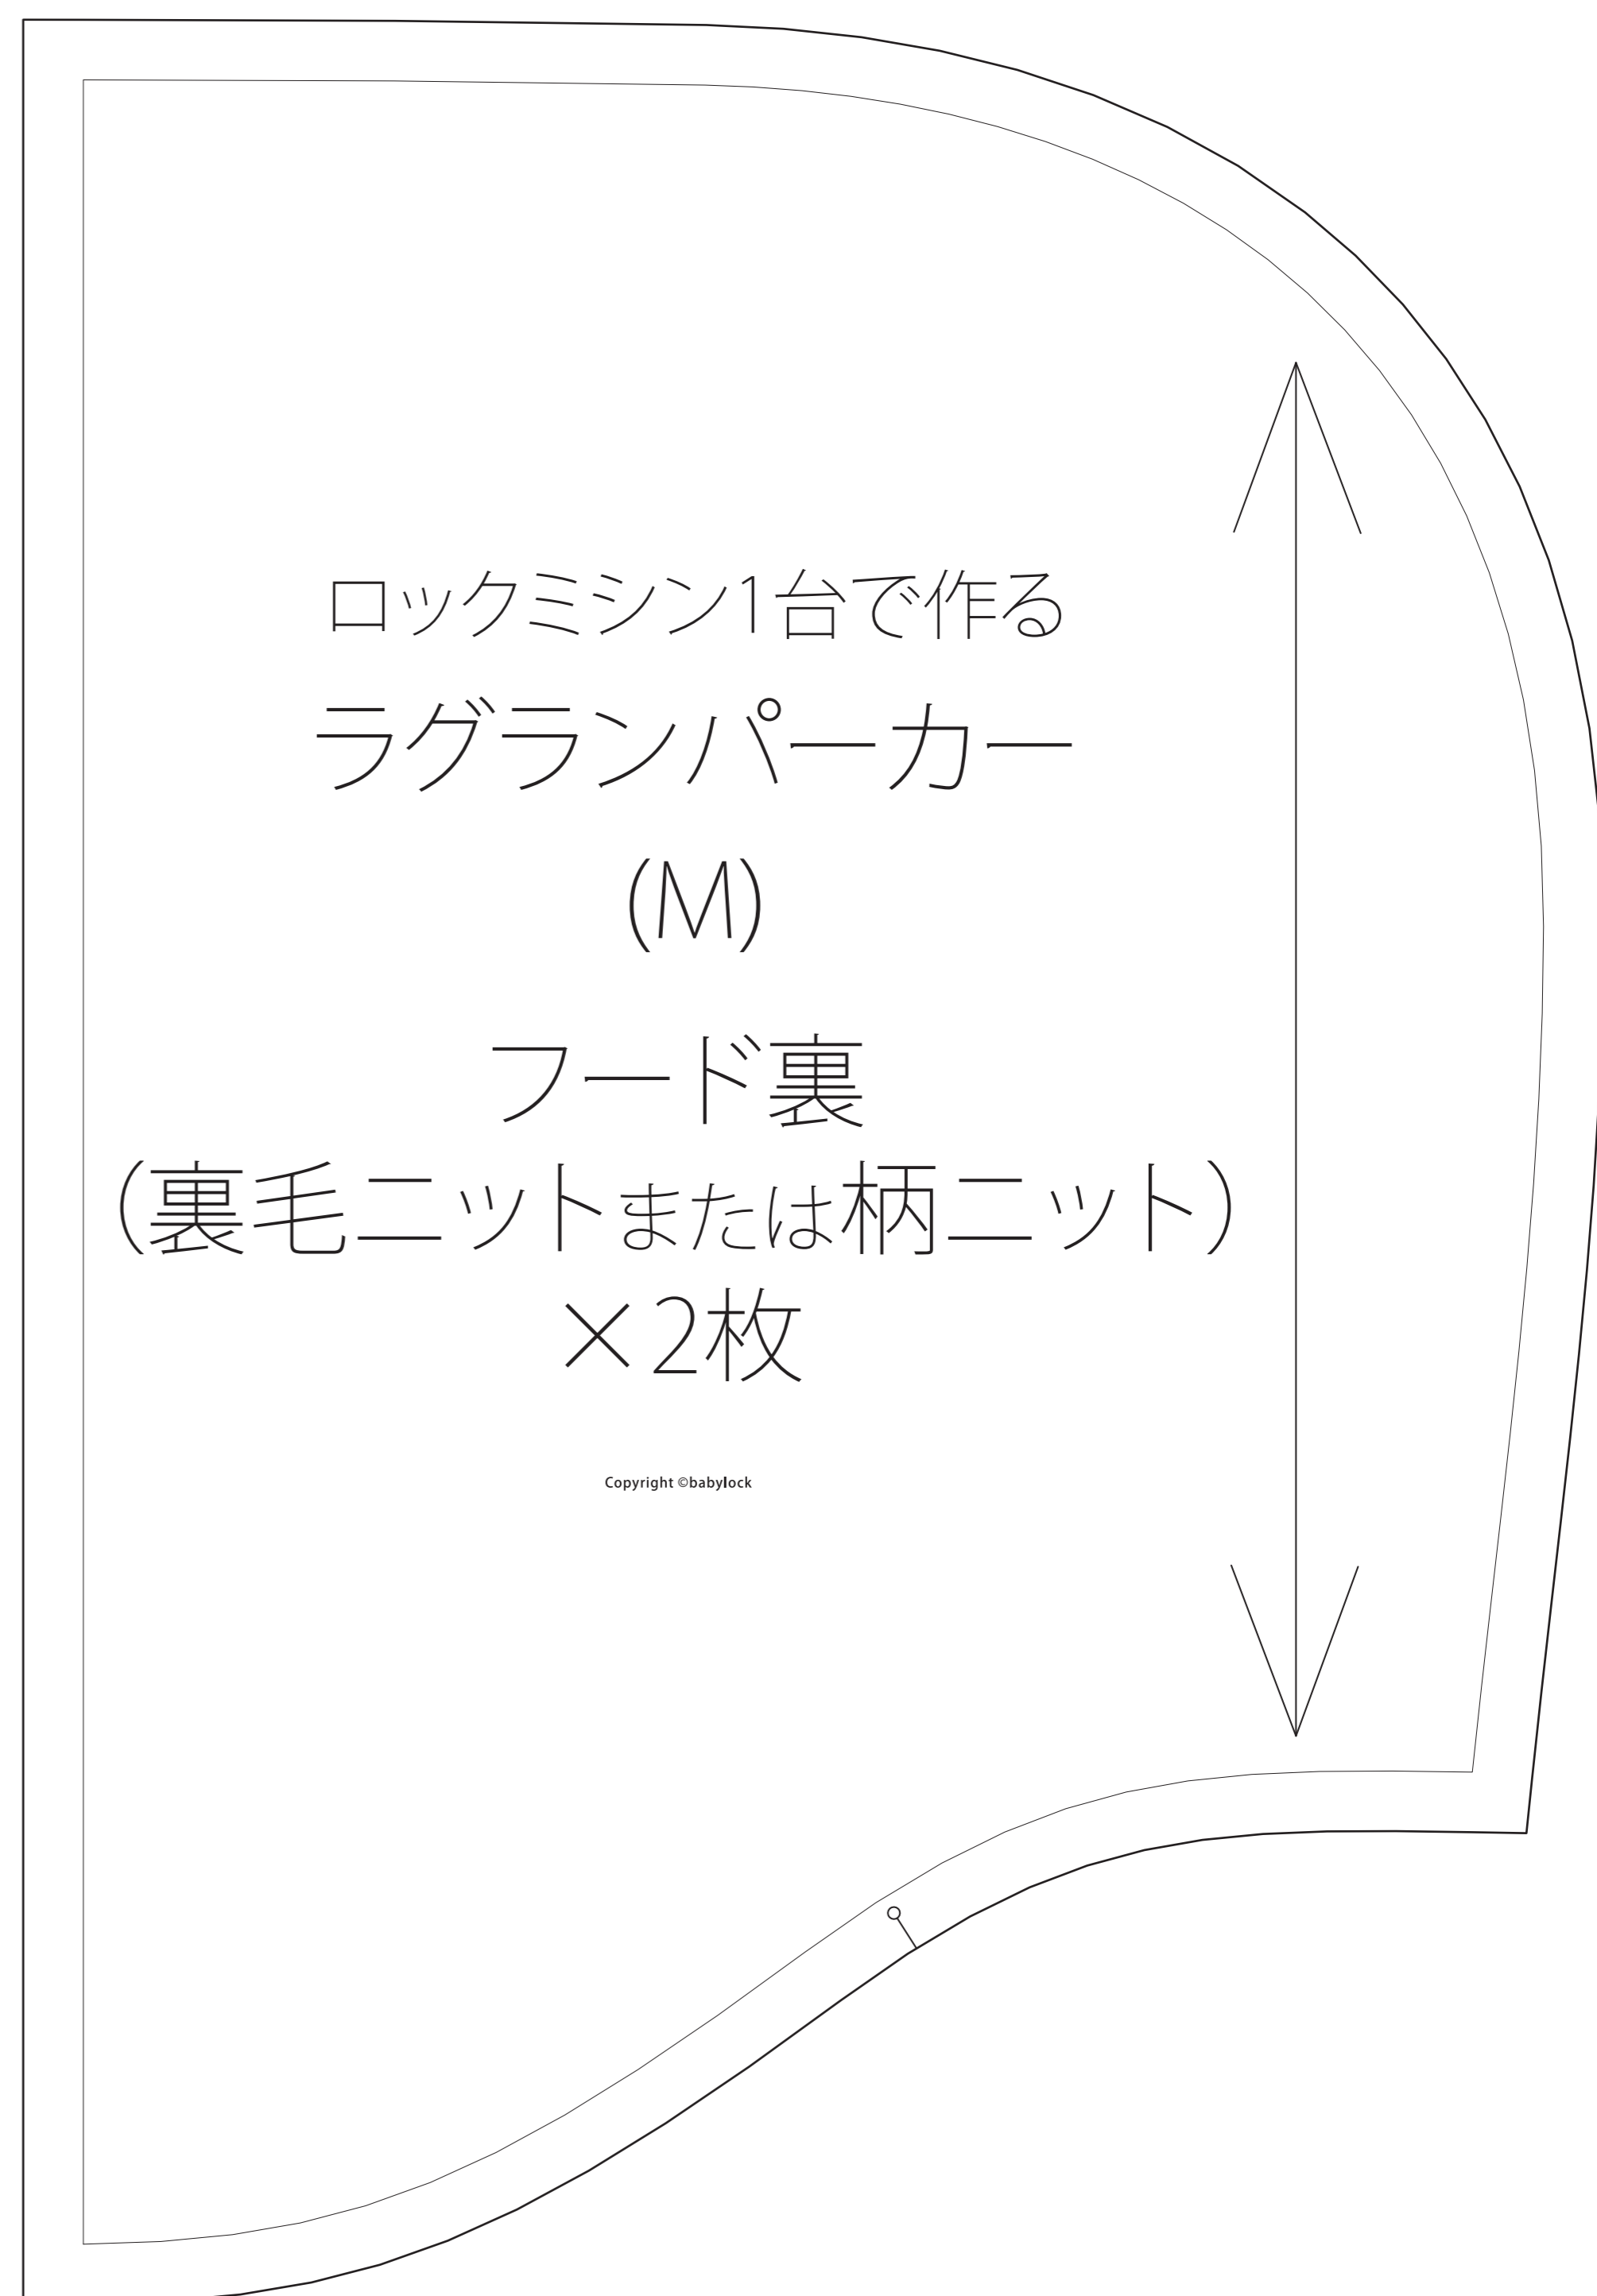 ロックミシン1台で作る
ラグランパーカー
(M)
フード裏
(裏毛ニットまたは柄ニット)
×2枚
Copyright ©babylock